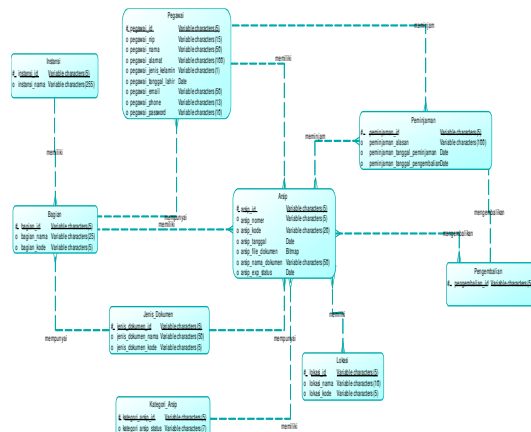 Pegawai
# pegawai_id Variable characters (5)
o pegawai_nip Variable characters (15)
o pegawai_nama Variable characters (50)
o pegawai_alamat Variable characters (100)
o pegawai_jenis_kelamin Variable characters (1)
o pegawai_tanggal_lahir Date
o pegawai_email Variable characters (50)
o pegawai_phone Variable characters (13)
o pegawai_password Variable characters (10)
meminjam
memiliki
Instansi
# instansi_id Variable characters (5)
o instansi_nama Variable characters (255)
Peminjaman
# peminjaman_id Variable characters (5)
o peminjaman_alasan Variable characters (100)
o peminjaman_tanggal_peminjaman Date
o peminjaman_tanggal_pengembalian Date
meminjam
memiliki
Arsip
# arsip_id Variable characters (5)
o arsip_nomer Variable characters (5)
o arsip_kode Variable characters (20)
o arsip_tanggal Date
o arsip_file_dokumen Bitmap
o arsip_nama_dokumen Variable characters (50)
o arsip_exp_status Date
Bagian
# bagian_id Variable characters (5)
o bagian_nama Variable characters (25)
o bagian_kode Variable characters (5)
mempunyai
memiliki
mengembalikan
mengembalikan
Pengembalian
# pengembalian_id Variable characters (5)
Jenis_Dokumen
# jenis_dokumen_id Variable characters (5)
o jenis_dokumen_nama Variable characters (50)
o jenis_dokumen_kode Variable characters (5)
mempunyai
mempunyai
memiliki
Lokasi
# lokasi_id Variable characters (5)
o lokasi_nama Variable characters (10)
o lokasi_kode Variable characters (5)
Kategori_Arsip
# kategori_arsip_id Variable characters (5)
o kategori_arsip_status Variable characters (7)
memiliki